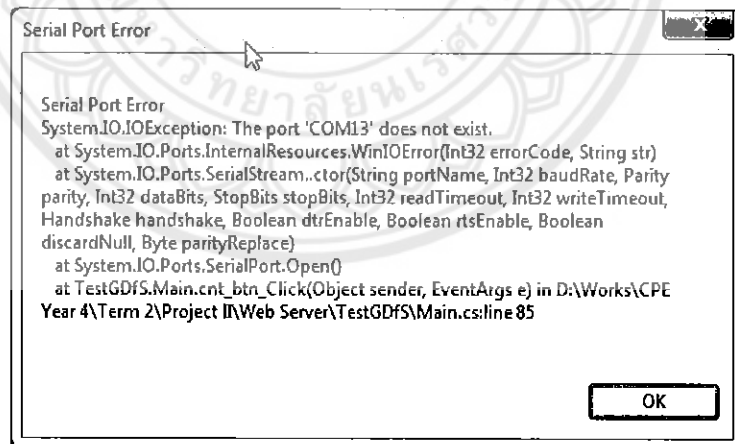 Serial Port Error
Serial Port Error
System.IO.IOException: The port 'COM13' does not exist.
at System.IO.Ports.InternalResources.WinIOError(Int32 errorCode, String str)
at System.IO.Ports.SerialStream..ctor(String portName, Int32 baudRate, Parity
parity, Int32 dataBits, StopBits stopBits, Int32 readTimeout, Int32 writeTimeout,
Handshake handshake, Boolean dtrEnable, Boolean rtsEnable, Boolean
discardNull, Byte parityReplace)
at System.IO.Ports.SerialPort.Open()
at TestGDfS.Main.cnt_btn_Click(Object sender, EventArgs e) in D:\Works\CPE
Year 4\Term 2\Project II\Web Server\TestGDfS\Main.cs:line 85
OK